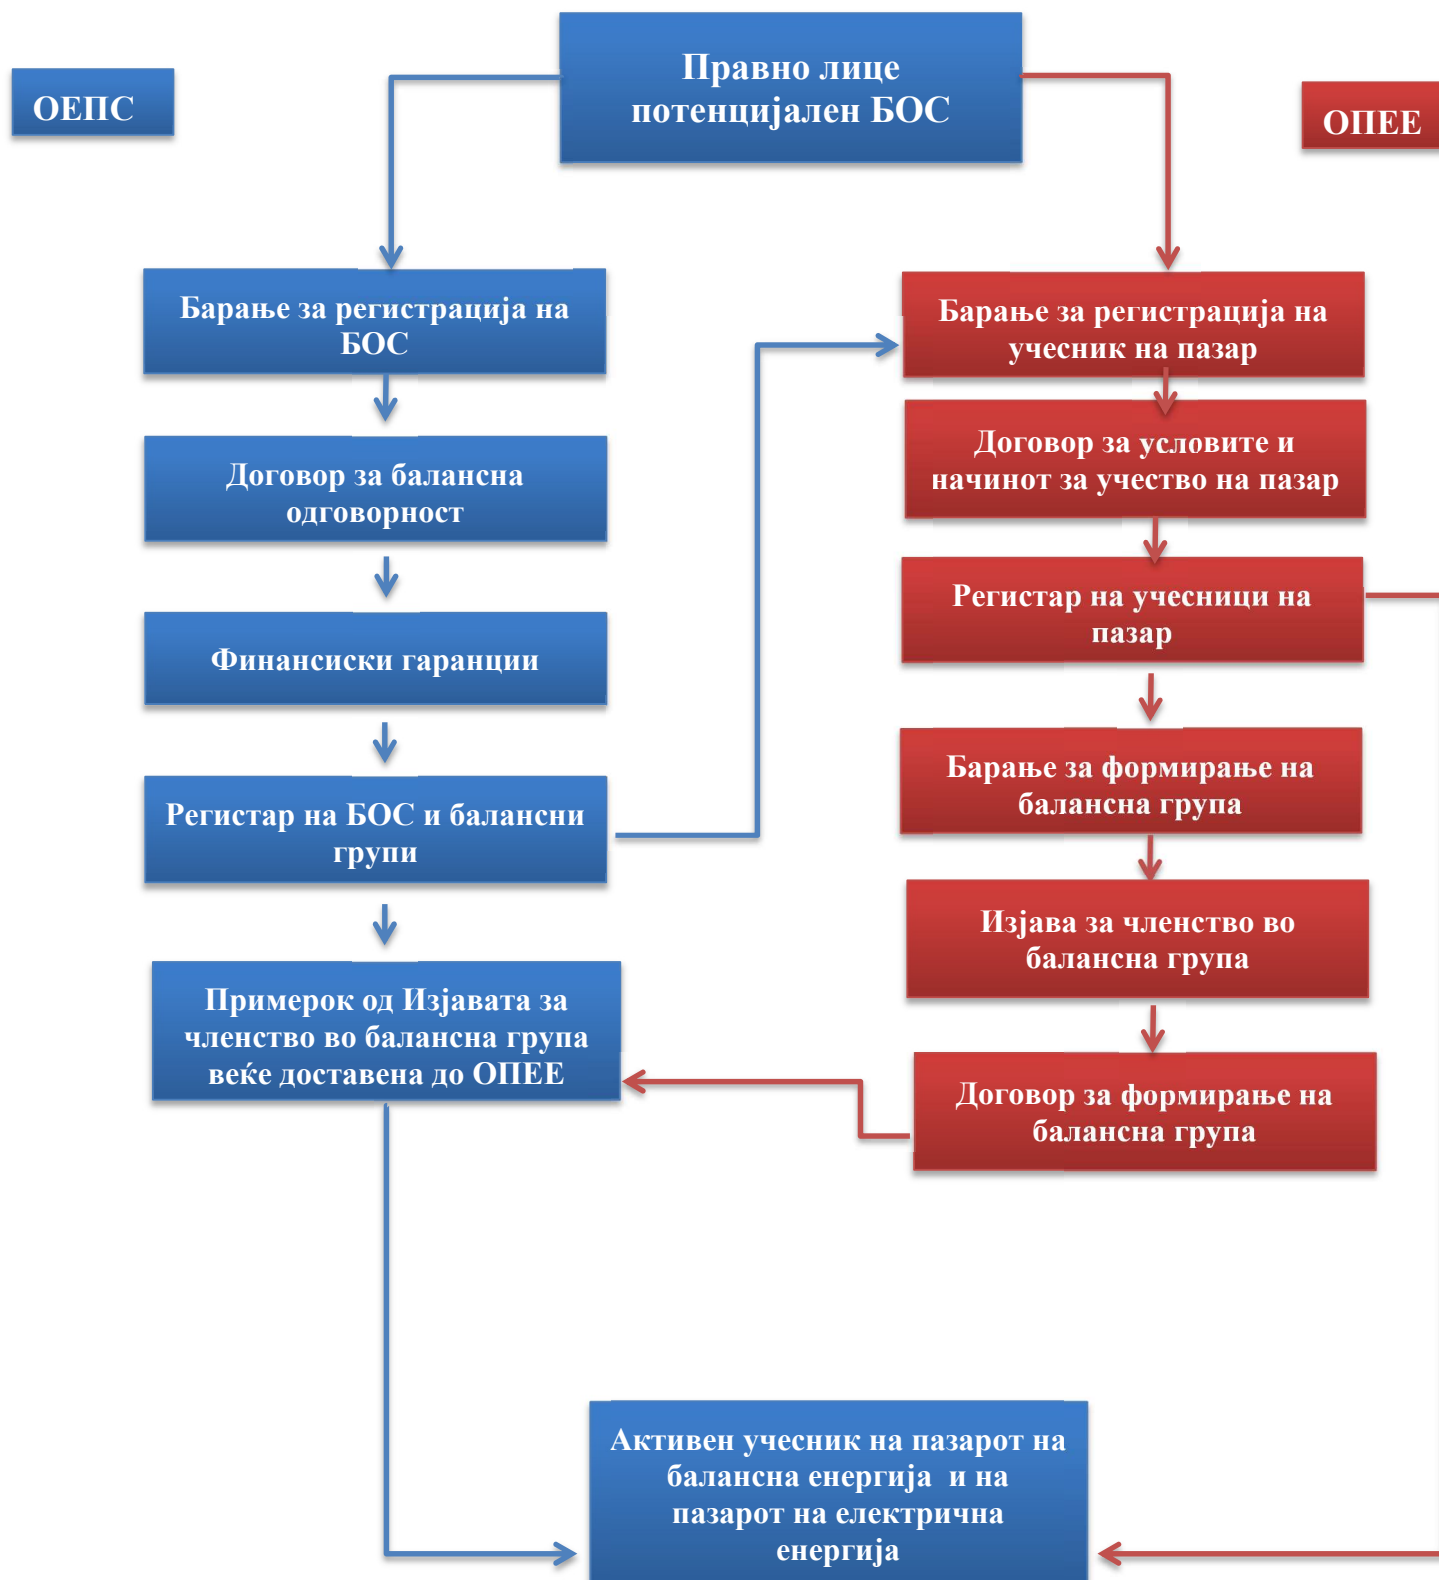 Правно лице
потенцијален БОС
ОЕПС
ОПЕЕ
Барање за регистрација на
БОС
Договор за балансна
одговорност
Финансиски гаранции
Регистар на БОС и балансни
групи
Примерок од Изјавата за
членство во балансна група
веќе доставена до ОПЕЕ
Барање за регистрација на
учесник на пазар
Договор за условите и
начинот за учество на пазар
Регистар на учесници на
пазар
Барање за формирање на
балансна група
Изјава за членство во
балансна група
Договор за формирање на
балансна група
Активен учесник на пазарот на
балансна енергија и на
пазарот на електрична
енергија